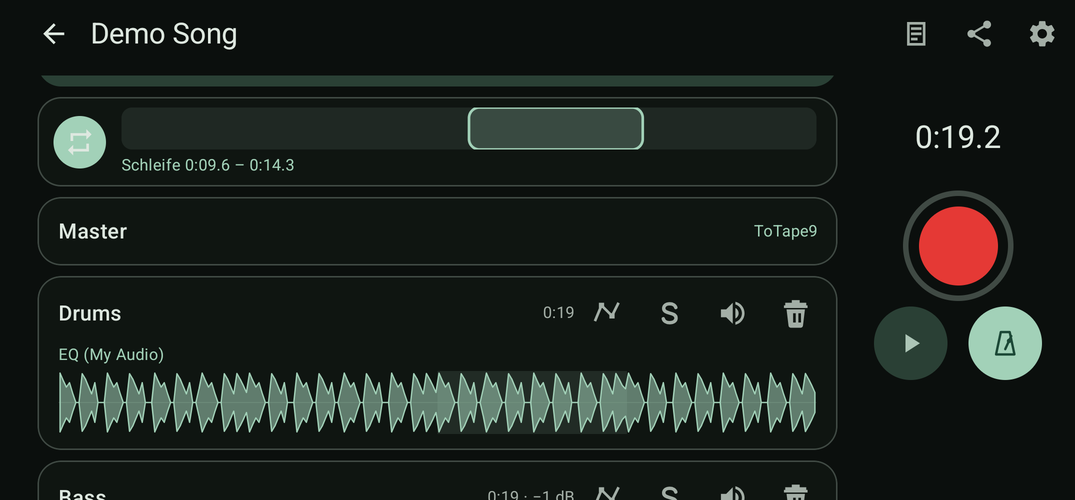 Demo Song
0:19.2
Schleife 0:09.6 – 0:14.3
Master
ToTape9
Drums
0:19
S
EQ (My Audio)
Bass
0:19 · −1 dB
S